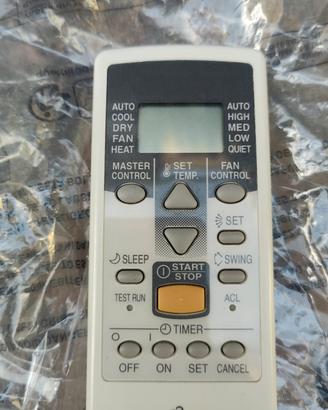 AUTO AUTO
COOL HIGH
DRY MED
FAN LOW
HEAT QUIET
MASTER CONTROL
SET TEMP.
FAN CONTROL
SET
SLEEP
START STOP
SWING
TEST RUN
ACL
TIMER
O I
OFF ON SET CANCEL